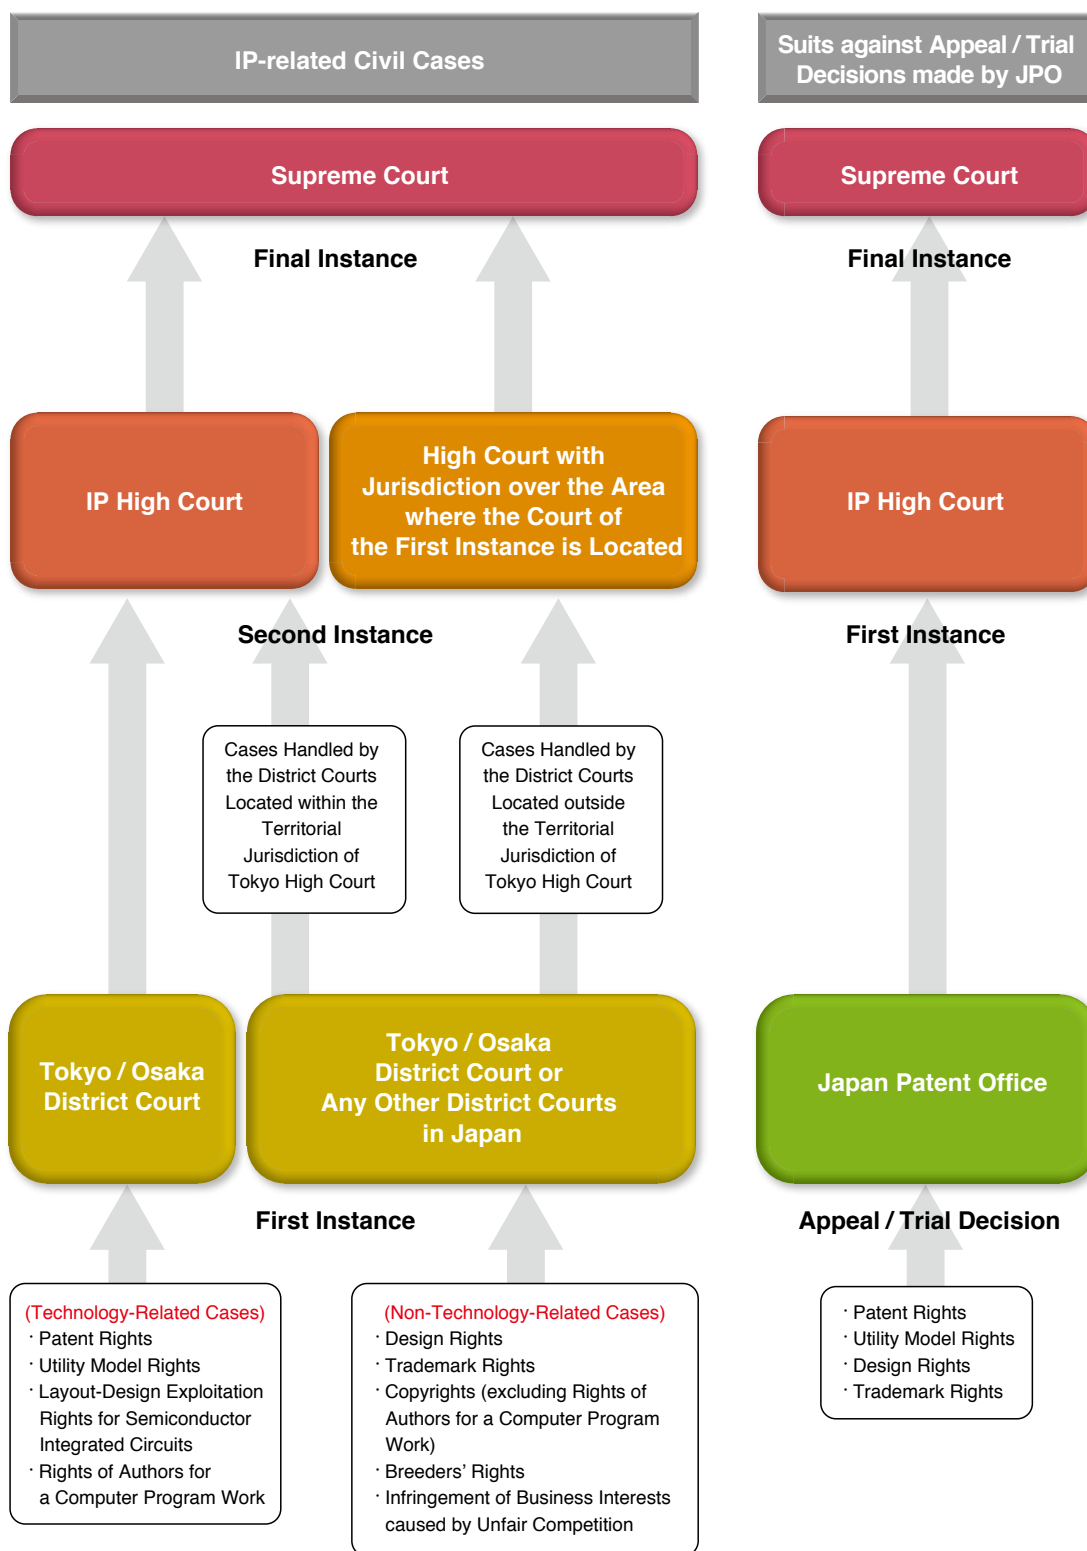 IP-related Civil Cases
Supreme Court
Final Instance
IP High Court
High Court with
Jurisdiction over the Area
where the Court of
the First Instance is Located
Second Instance
Cases Handled by
the District Courts
Located within the
Territorial
Jurisdiction of
Tokyo High Court
Cases Handled by
the District Courts
Located outside
the Territorial
Jurisdiction of
Tokyo High Court
Tokyo / Osaka
District Court
Tokyo / Osaka
District Court or
Any Other District Courts
in Japan
First Instance
(Technology-Related Cases)
· Patent Rights
· Utility Model Rights
· Layout-Design Exploitation
Rights for Semiconductor
Integrated Circuits
· Rights of Authors for
a Computer Program Work
(Non-Technology-Related Cases)
· Design Rights
· Trademark Rights
· Copyrights (excluding Rights of
Authors for a Computer Program
Work)
· Breeders' Rights
· Infringement of Business Interests
caused by Unfair Competition
Suits against Appeal / Trial
Decisions made by JPO
Supreme Court
Final Instance
IP High Court
First Instance
Japan Patent Office
Appeal / Trial Decision
· Patent Rights
· Utility Model Rights
· Design Rights
· Trademark Rights